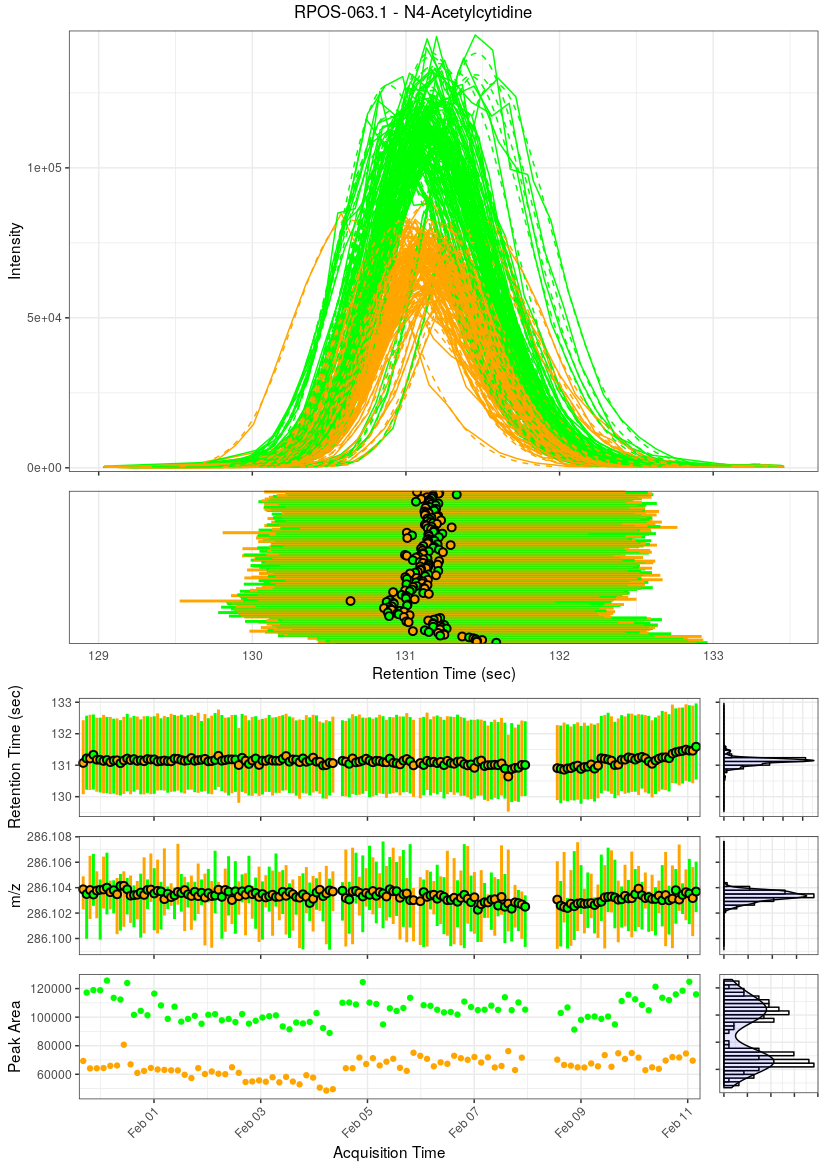 RPOS-063.1 - N4-Acetylcytidine
Intensity
1e+05
5e+04
0e+00
129 130 131 132 133
Retention Time (sec)
Retention Time (sec)
133
132
131
130
m/z
286.108
286.106
286.104
286.102
286.100
Peak Area
120000
100000
80000
60000
Feb 01 Feb 03 Feb 05 Feb 07 Feb 09 Feb 11
Acquisition Time